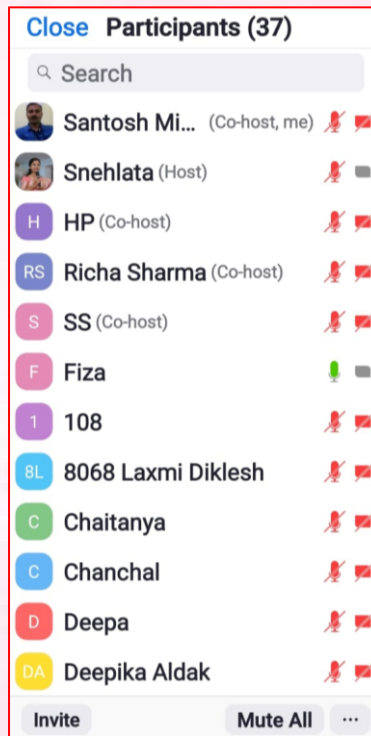 Close Participants (37)
Search
Santosh Mi... (Co-host, me)
Snehlata (Host)
H HP (Co-host)
RS Richa Sharma (Co-host)
S SS (Co-host)
F Fiza
1 108
8L 8068 Laxmi Diklesh
C Chaitanya
C Chanchal
D Deepa
DA Deepika Aldak
Invite Mute All ...